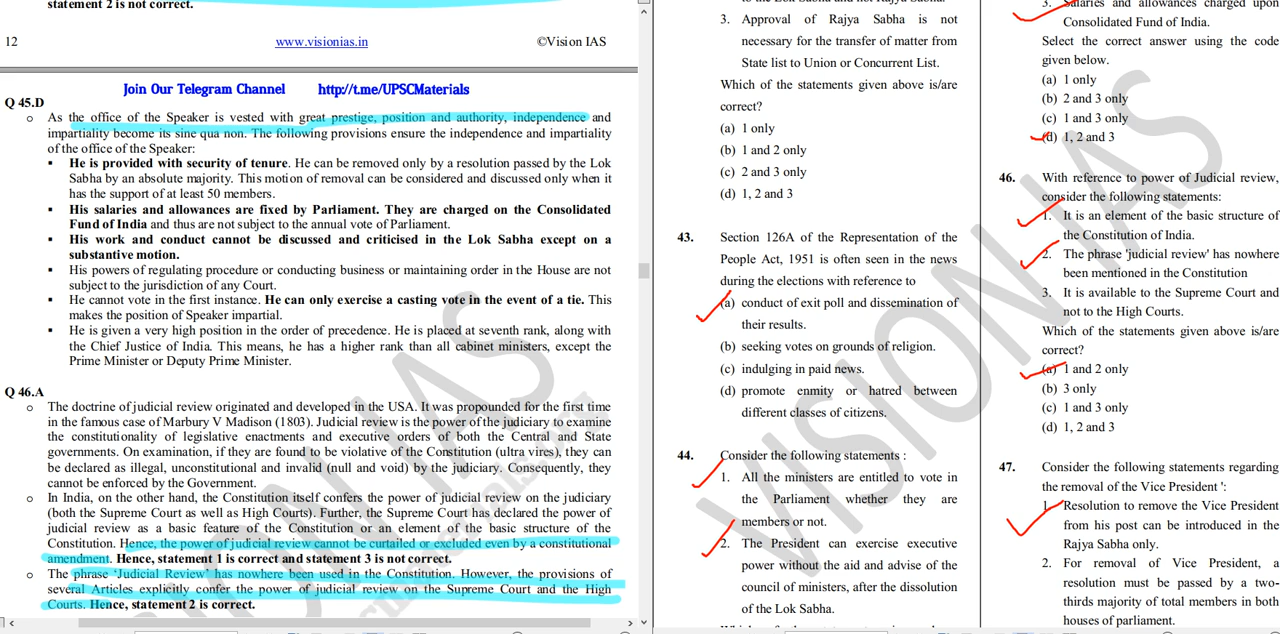 statement 2 is not correct.
12 www.visionias.in ©Vision IAS
Join Our Telegram Channel http://t.me/UPSCMaterials
Q 45.D
o As the office of the Speaker is vested with great prestige, position and authority, independence and
impartiality become its sine qua non. The following provisions ensure the independence and impartiality
of the office of the Speaker:
▪ He is provided with security of tenure. He can be removed only by a resolution passed by the Lok
Sabha by an absolute majority. This motion of removal can be considered and discussed only when it
has the support of at least 50 members.
▪ His salaries and allowances are fixed by Parliament. They are charged on the Consolidated
Fund of India and thus are not subject to the annual vote of Parliament.
▪ His work and conduct cannot be discussed and criticised in the Lok Sabha except on a
substantive motion.
▪ His powers of regulating procedure or conducting business or maintaining order in the House are not
subject to the jurisdiction of any Court.
▪ He cannot vote in the first instance. He can only exercise a casting vote in the event of a tie. This
makes the position of Speaker impartial.
▪ He is given a very high position in the order of precedence. He is placed at seventh rank, along with
the Chief Justice of India. This means, he has a higher rank than all cabinet ministers, except the
Prime Minister or Deputy Prime Minister.
Q 46.A
o The doctrine of judicial review originated and developed in the USA. It was propounded for the first time
in the famous case of Marbury V Madison (1803). Judicial review is the power of the judiciary to examine
the constitutionality of legislative enactments and executive orders of both the Central and State
governments. On examination, if they are found to be violative of the Constitution (ultra vires), they can
be declared as illegal, unconstitutional and invalid (null and void) by the judiciary. Consequently, they
cannot be enforced by the Government.
o In India, on the other hand, the Constitution itself confers the power of judicial review on the judiciary
(both the Supreme Court as well as High Courts). Further, the Supreme Court has declared the power of
judicial review as a basic feature of the Constitution or an element of the basic structure of the
Constitution. Hence, the power of judicial review cannot be curtailed or excluded even by a constitutional
amendment. Hence, statement 1 is correct and statement 3 is not correct.
o The phrase 'Judicial Review' has nowhere been used in the Constitution. However, the provisions of
several Articles explicitly confer the power of judicial review on the Supreme Court and the High
Courts. Hence, statement 2 is correct.
VISION IAS
3. Approval of Rajya Sabha is not
necessary for the transfer of matter from
State list to Union or Concurrent List.
Which of the statements given above is/are
correct?
(a) 1 only
(b) 1 and 2 only
(c) 2 and 3 only
(d) 1, 2 and 3
43. Section 126A of the Representation of the
People Act, 1951 is often seen in the news
during the elections with reference to
(a) conduct of exit poll and dissemination of
their results.
(b) seeking votes on grounds of religion.
(c) indulging in paid news.
(d) promote enmity or hatred between
different classes of citizens.
44. Consider the following statements :
1. All the ministers are entitled to vote in
the Parliament whether they are
members or not.
2. The President can exercise executive
power without the aid and advise of the
council of ministers, after the dissolution
of the Lok Sabha.
3. Salaries and allowances charged upon
Consolidated Fund of India.
Select the correct answer using the code
given below.
(a) 1 only
(b) 2 and 3 only
(c) 1 and 3 only
(d) 1, 2 and 3
46. With reference to power of Judicial review,
consider the following statements:
1. It is an element of the basic structure of
the Constitution of India.
2. The phrase 'judicial review' has nowhere
been mentioned in the Constitution
3. It is available to the Supreme Court and
not to the High Courts.
Which of the statements given above is/are
correct?
(a) 1 and 2 only
(b) 3 only
(c) 1 and 3 only
(d) 1, 2 and 3
47. Consider the following statements regarding
the removal of the Vice President ':
1. Resolution to remove the Vice President
from his post can be introduced in the
Rajya Sabha only.
2. For removal of Vice President, a
resolution must be passed by a two-
thirds majority of total members in both
houses of parliament.
VISION IAS